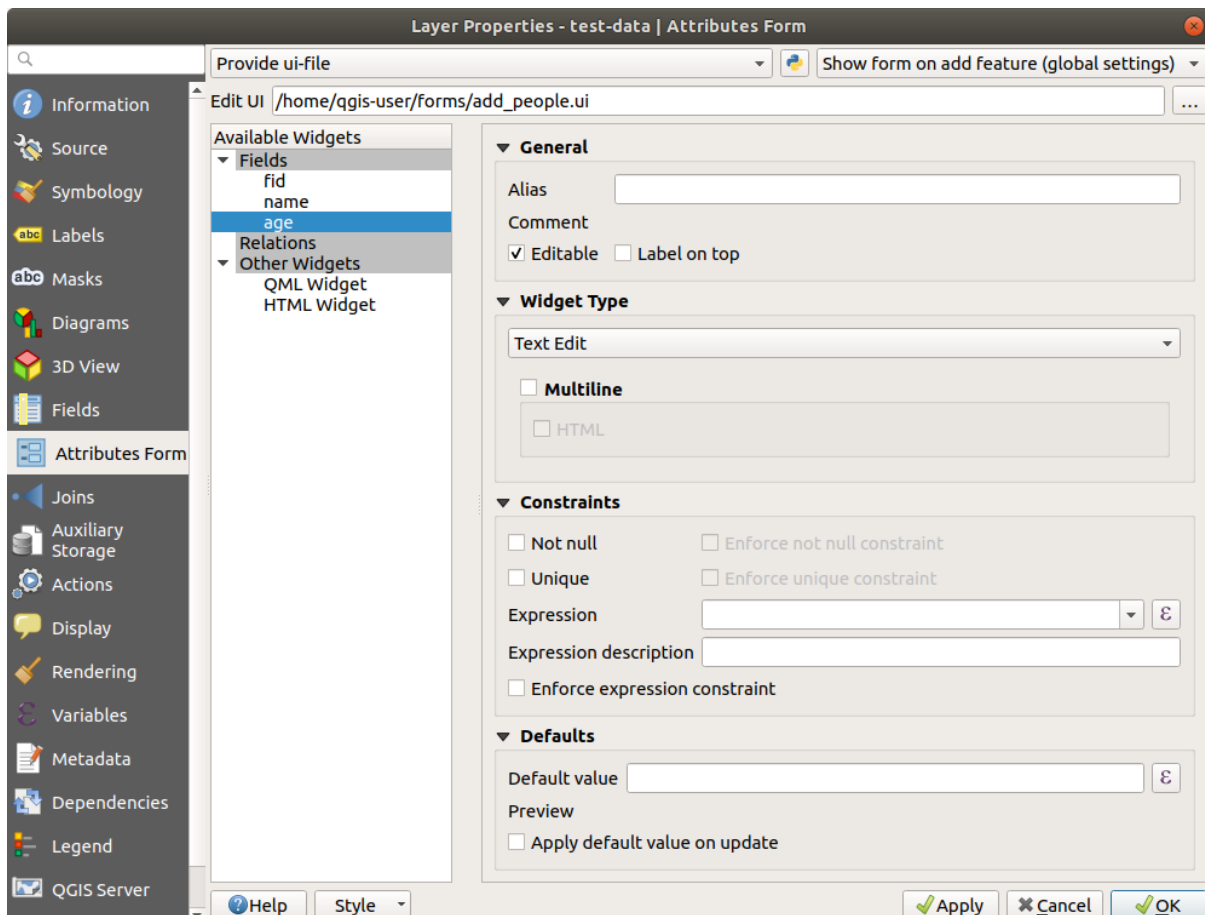 Layer Properties - test-data | Attributes Form
Provide ui-file
Show form on add feature (global settings)
Edit UI /home/qgis-user/forms/add_people.ui ...
Information
Source
Symbology
abc Labels
abc Masks
Diagrams
3D View
Fields
Attributes Form
Joins
Auxiliary
Storage
Actions
Display
Rendering
Variables
Metadata
Dependencies
Legend
QGIS Server
Available Widgets
Fields
fid
name
age
Relations
Other Widgets
QML Widget
HTML Widget
General
Alias
Comment
Editable Label on top
Widget Type
Text Edit
Multiline
HTML
Constraints
Not null Enforce not null constraint
Unique Enforce unique constraint
Expression ε
Expression description
Enforce expression constraint
Defaults
Default value ε
Preview
Apply default value on update
Help Style Apply Cancel OK